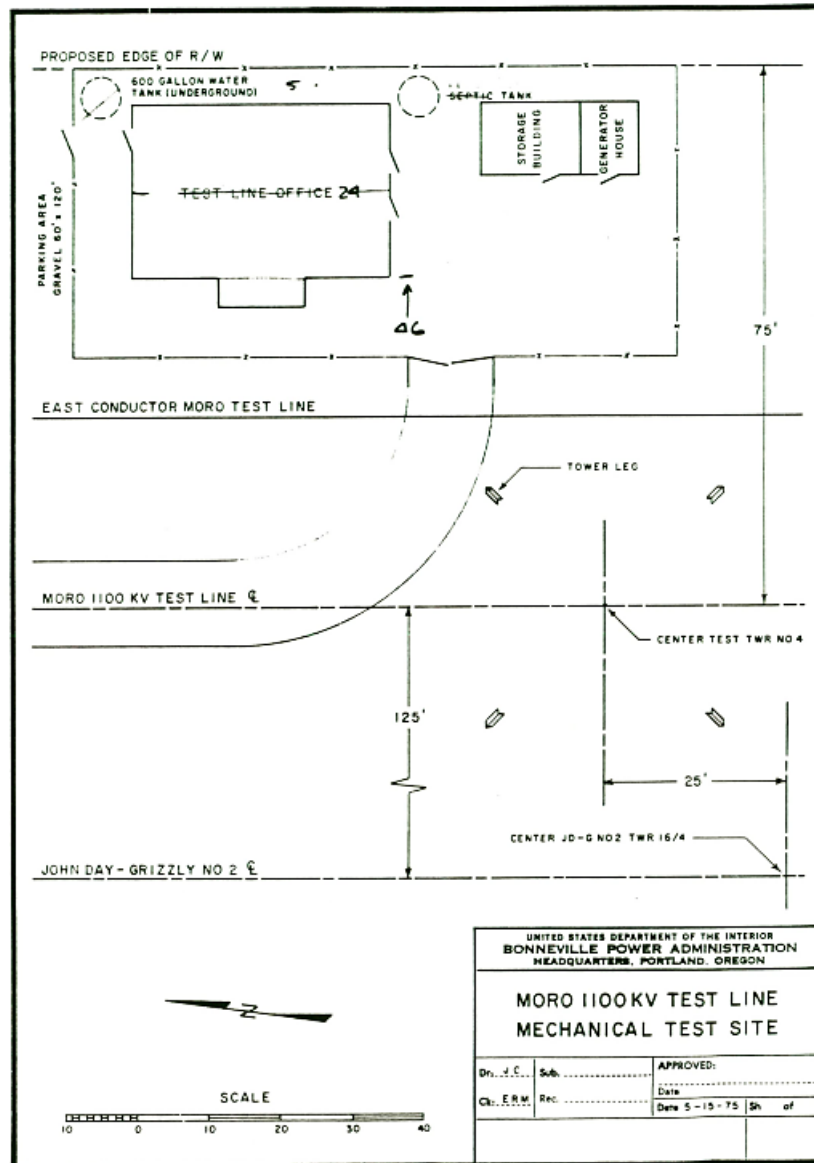 PROPOSED EDGE OF R/W
600 GALLON WATER
TANK (UNDERGROUND)
5
SEPTIC TANK
STORAGE
BUILDING
GENERATOR
HOUSE
TEST LINE OFFICE 24
PARKING AREA
GRAVEL 60' x 120'
Δ6
75'
EAST CONDUCTOR MORO TEST LINE
TOWER LEG
MORO 1100 KV TEST LINE ℄
CENTER TEST TWR NO 4
125'
25'
CENTER JD-G NO2 TWR 16/4
JOHN DAY-GRIZZLY NO 2 ℄
N
UNITED STATES DEPARTMENT OF THE INTERIOR
BONNEVILLE POWER ADMINISTRATION
HEADQUARTERS, PORTLAND, OREGON
MORO 1100KV TEST LINE
MECHANICAL TEST SITE
Dr. J.C. Sub. APPROVED:
Date
Ck. E.R.M. Rec. Date 5-15-75 Sh of
SCALE
10 0 10 20 30 40